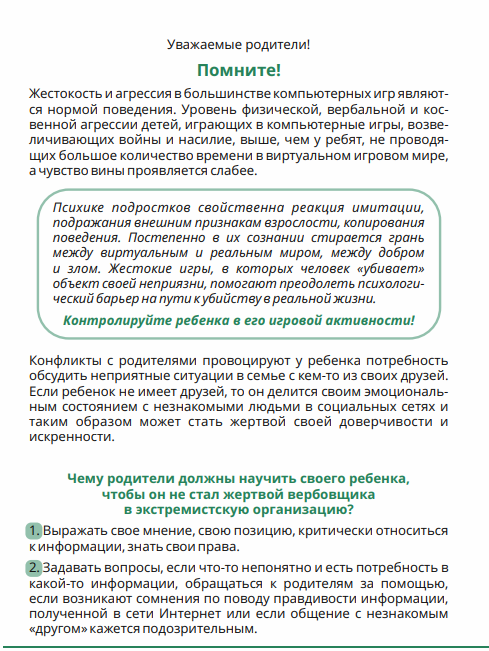 Уважаемые родители!
Помните!
Жестокость и агрессия в большинстве компьютерных игр являют-
ся нормой поведения. Уровень физической, вербальной и кос-
венной агрессии детей, играющих в компьютерные игры, возве-
личивающих войны и насилие, выше, чем у ребят, не проводя-
щих большое количество времени в виртуальном игровом мире,
а чувство вины проявляется слабее.
Психике подростков свойственна реакция имитации,
подражания внешним признакам взрослости, копирования
поведения. Постепенно в их сознании стирается грань
между виртуальным и реальным миром, между добром
и злом. Жестокие игры, в которых человек «убивает»
объект своей неприязни, помогают преодолеть психологи-
ческий барьер на пути к убийству в реальной жизни.
Контролируйте ребенка в его игровой активности!
Конфликты с родителями провоцируют у ребенка потребность
обсудить неприятные ситуации в семье с кем-то из своих друзей.
Если ребенок не имеет друзей, то он делится своим эмоциональ-
ным состоянием с незнакомыми людьми в социальных сетях и
таким образом может стать жертвой своей доверчивости и
искренности.
Чему родители должны научить своего ребенка,
чтобы он не стал жертвой вербовщика
в экстремистскую организацию?
1. Выражать свое мнение, свою позицию, критически относиться
к информации, знать свои права.
2. Задавать вопросы, если что-то непонятно и есть потребность в
какой-то информации, обращаться к родителям за помощью,
если возникают сомнения по поводу правдивости информации,
полученной в сети Интернет или если общение с незнакомым
«другом» кажется подозрительным.